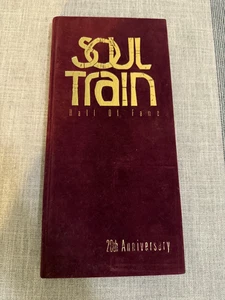 SOUL
TRaiN
Hall Of Fame
20th Anniversary